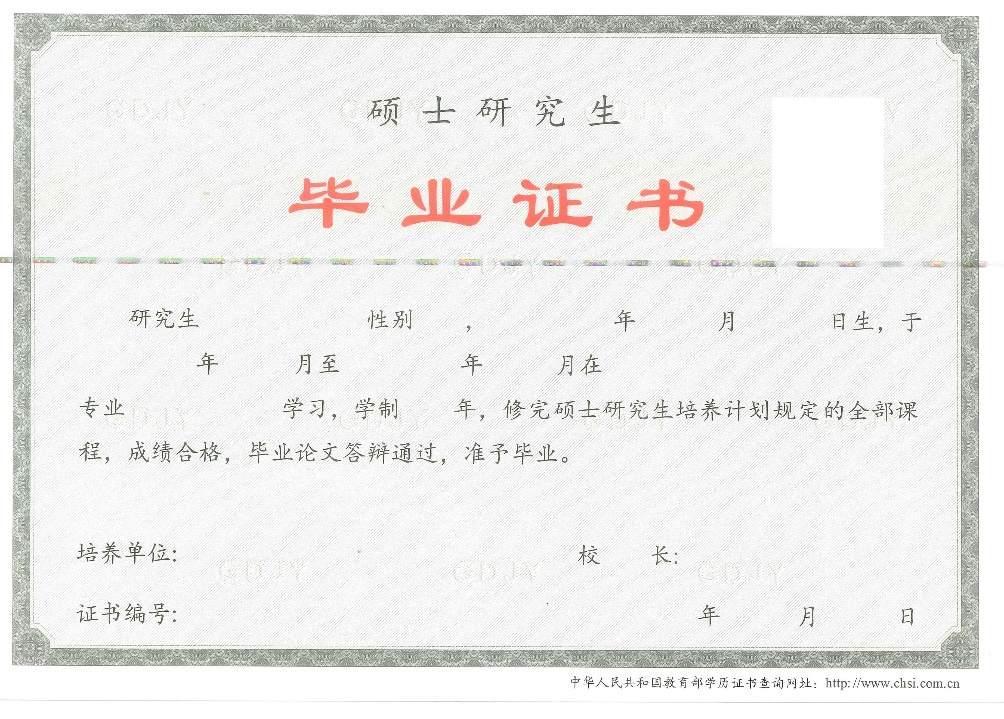 硕士研究生
毕业证书
研究生 性别 , 年 月 日生，于
年 月至 年 月在
专业 学习，学制 年，修完硕士研究生培养计划规定的全部课
程，成绩合格，毕业论文答辩通过，准予毕业。
培养单位: 校 长:
证书编号: 年 月 日
中华人民共和国教育部学历证书查询网址：http://www.chsi.com.cn
GDJY GDJY GDJY